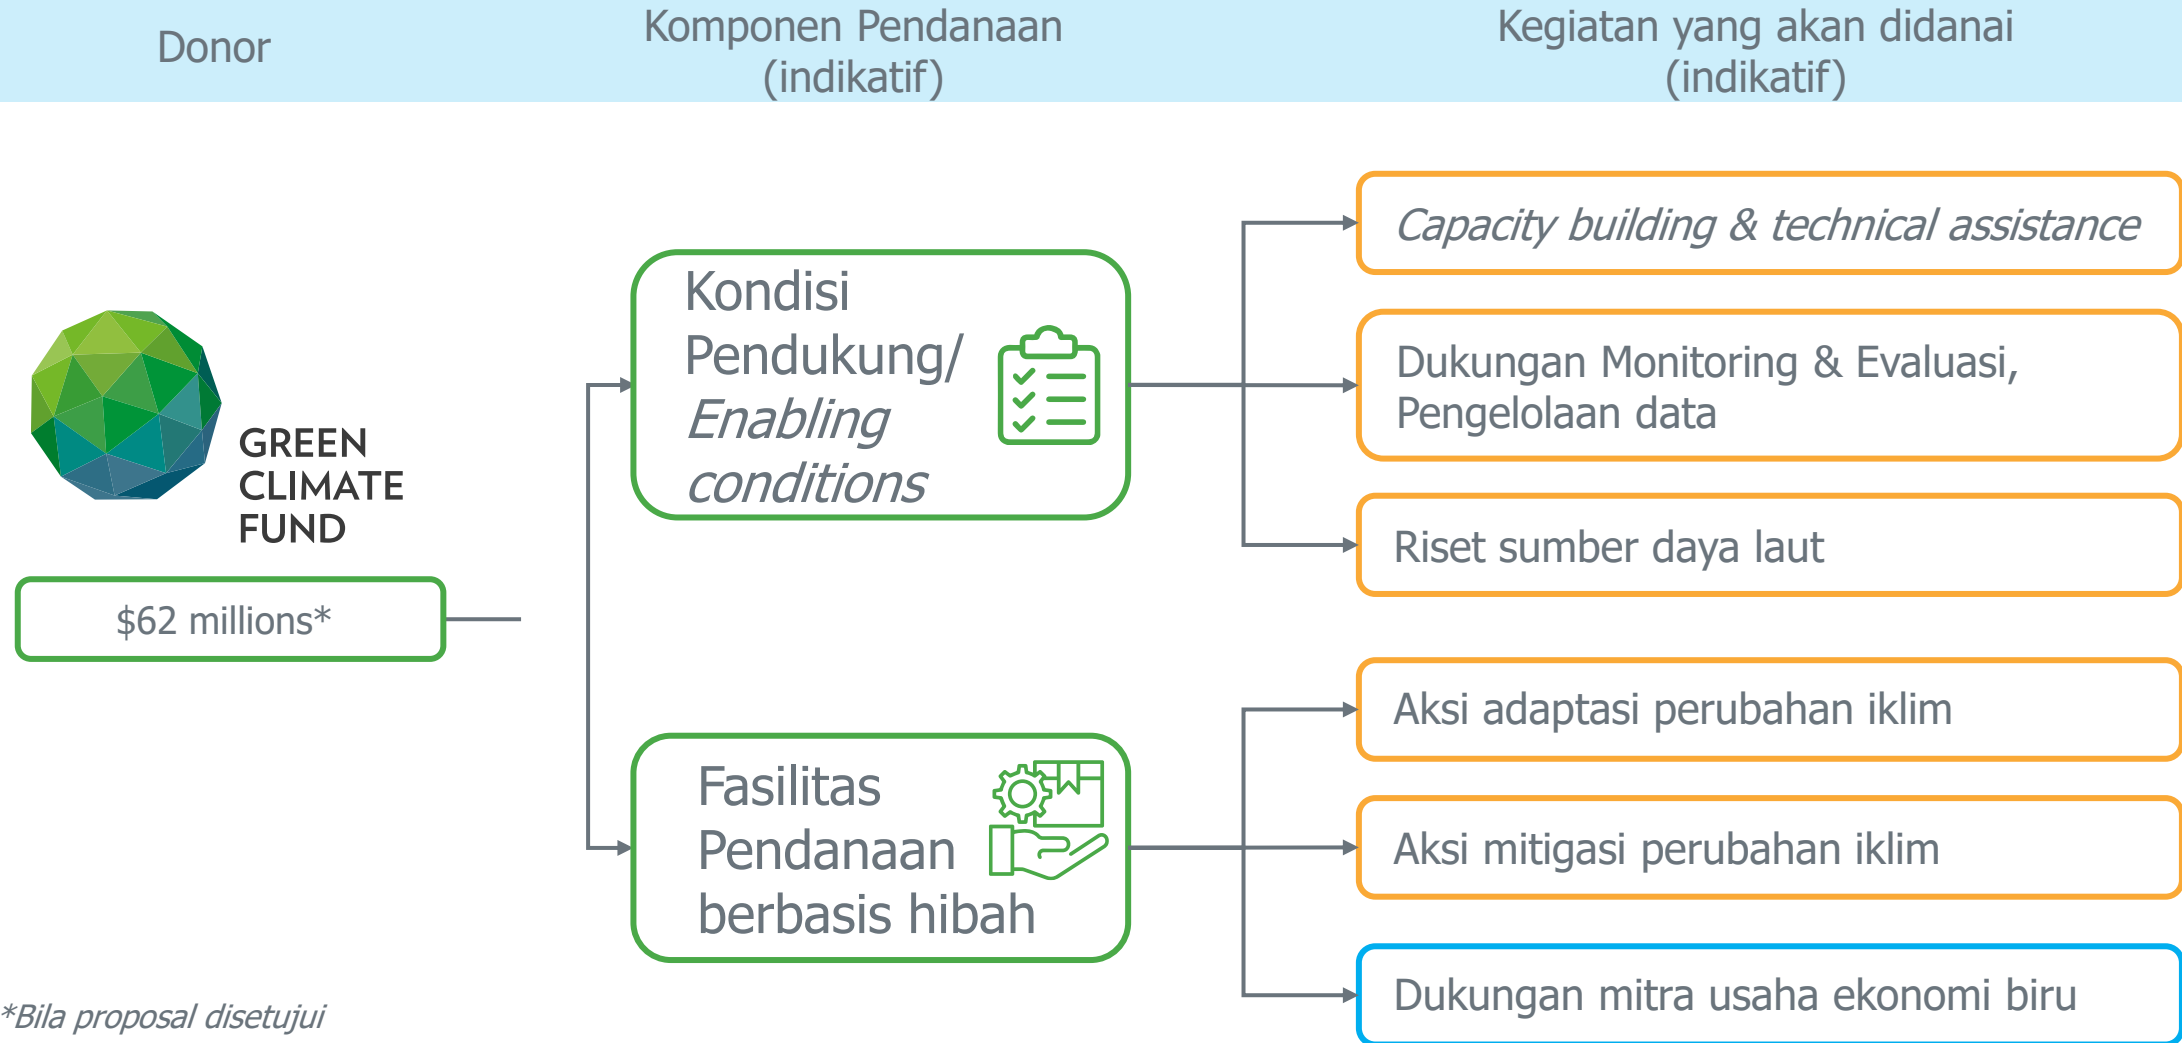 Donor
Komponen Pendanaan
(indikatif)
Kegiatan yang akan didanai
(indikatif)
GREEN
CLIMATE
FUND
$62 millions*
Kondisi
Pendukung/
Enabling
conditions
Fasilitas
Pendanaan
berbasis hibah
Capacity building & technical assistance
Dukungan Monitoring & Evaluasi,
Pengelolaan data
Riset sumber daya laut
Aksi adaptasi perubahan iklim
Aksi mitigasi perubahan iklim
Dukungan mitra usaha ekonomi biru
*Bila proposal disetujui